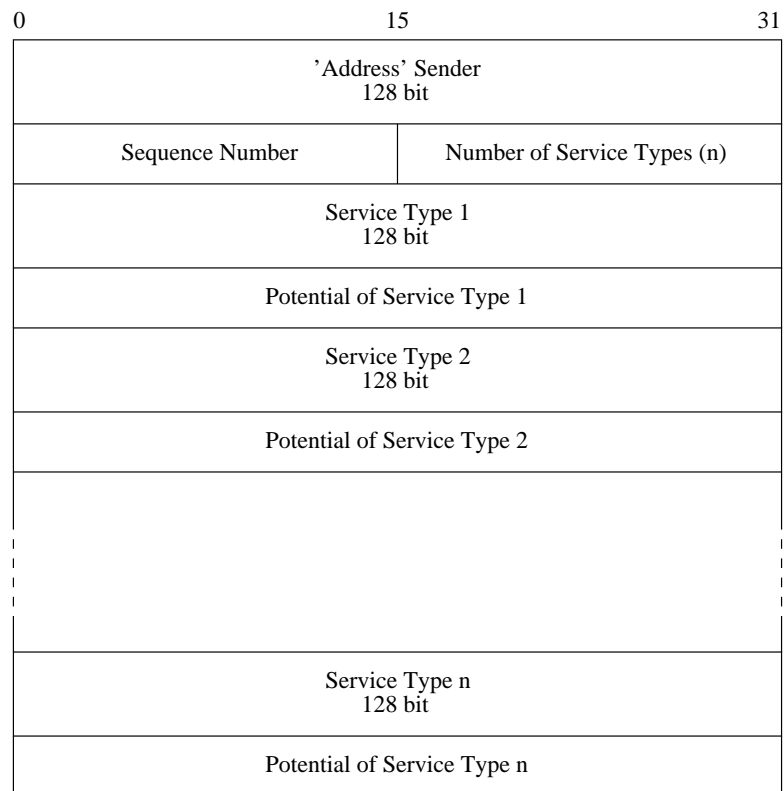 0 15 31
’Address’ Sender
128 bit
Sequence Number Number of Service Types (n)
Service Type 1
128 bit
Potential of Service Type 1
Service Type 2
128 bit
Potential of Service Type 2
Service Type n
128 bit
Potential of Service Type n